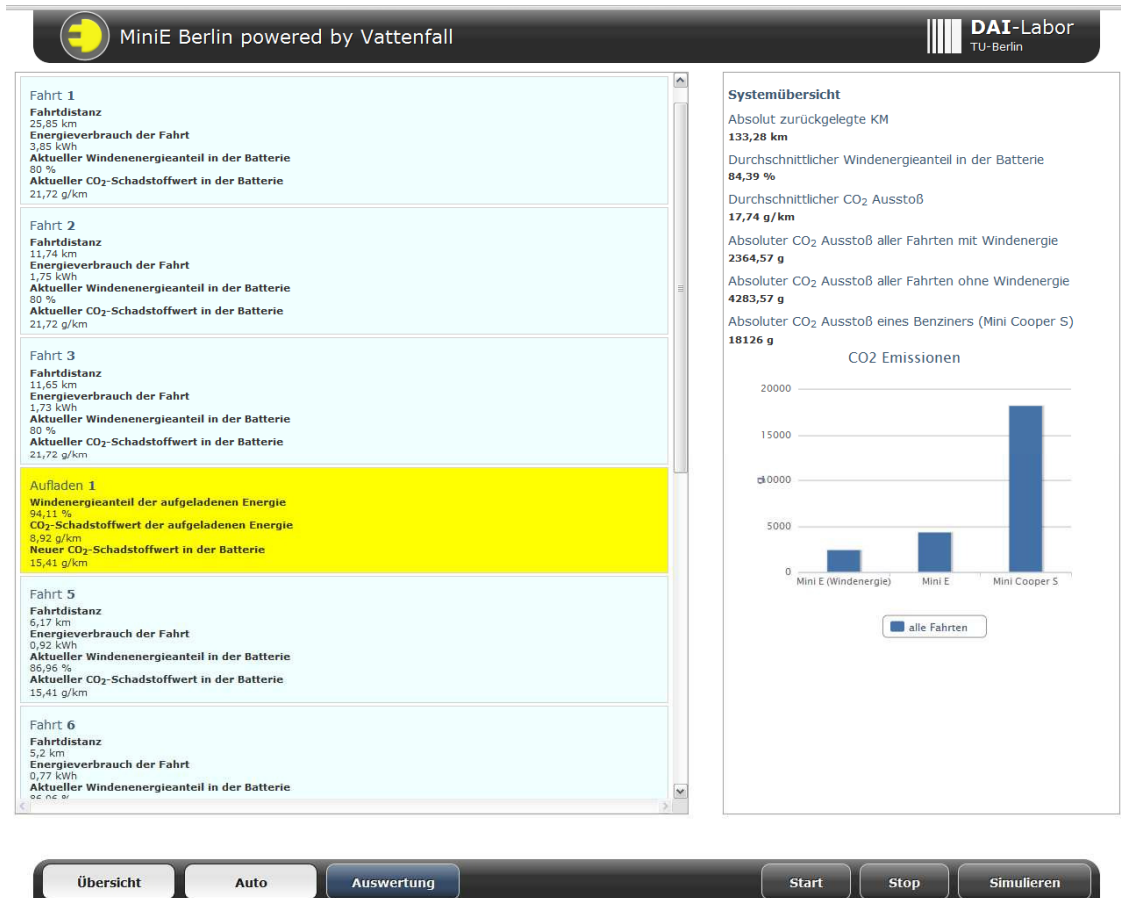 MiniE Berlin powered by Vattenfall
DAI-Labor
TU-Berlin
Fahrt 1
Fahrtdistanz
25,85 km
Energieverbrauch der Fahrt
3,85 kWh
Aktueller Windenenergieanteil in der Batterie
80 %
Aktueller CO₂-Schadstoffwert in der Batterie
21,72 g/km
Fahrt 2
Fahrtdistanz
11,74 km
Energieverbrauch der Fahrt
1,75 kWh
Aktueller Windenenergieanteil in der Batterie
80 %
Aktueller CO₂-Schadstoffwert in der Batterie
21,72 g/km
Fahrt 3
Fahrtdistanz
11,65 km
Energieverbrauch der Fahrt
1,73 kWh
Aktueller Windenenergieanteil in der Batterie
80 %
Aktueller CO₂-Schadstoffwert in der Batterie
21,72 g/km
Aufladen 1
Windenergieanteil der aufgeladenen Energie
94,11 %
CO₂-Schadstoffwert der aufgeladenen Energie
8,92 g/km
Neuer CO₂-Schadstoffwert in der Batterie
15,41 g/km
Fahrt 5
Fahrtdistanz
6,17 km
Energieverbrauch der Fahrt
0,92 kWh
Aktueller Windenenergieanteil in der Batterie
86,96 %
Aktueller CO₂-Schadstoffwert in der Batterie
15,41 g/km
Fahrt 6
Fahrtdistanz
5,2 km
Energieverbrauch der Fahrt
0,77 kWh
Aktueller Windenenergieanteil in der Batterie
86,96 %
Systemübersicht
Absolut zurückgelegte KM
133,28 km
Durchschnittlicher Windenergieanteil in der Batterie
84,39 %
Durchschnittlicher CO₂ Ausstoß
17,74 g/km
Absoluter CO₂ Ausstoß aller Fahrten mit Windenergie
2364,57 g
Absoluter CO₂ Ausstoß aller Fahrten ohne Windenergie
4283,57 g
Absoluter CO₂ Ausstoß eines Benziners (Mini Cooper S)
18126 g
CO2 Emissionen
20000
15000
10000
g
5000
0
Mini E (Windenergie) Mini E Mini Cooper S
alle Fahrten
Übersicht Auto Auswertung Start Stop Simulieren